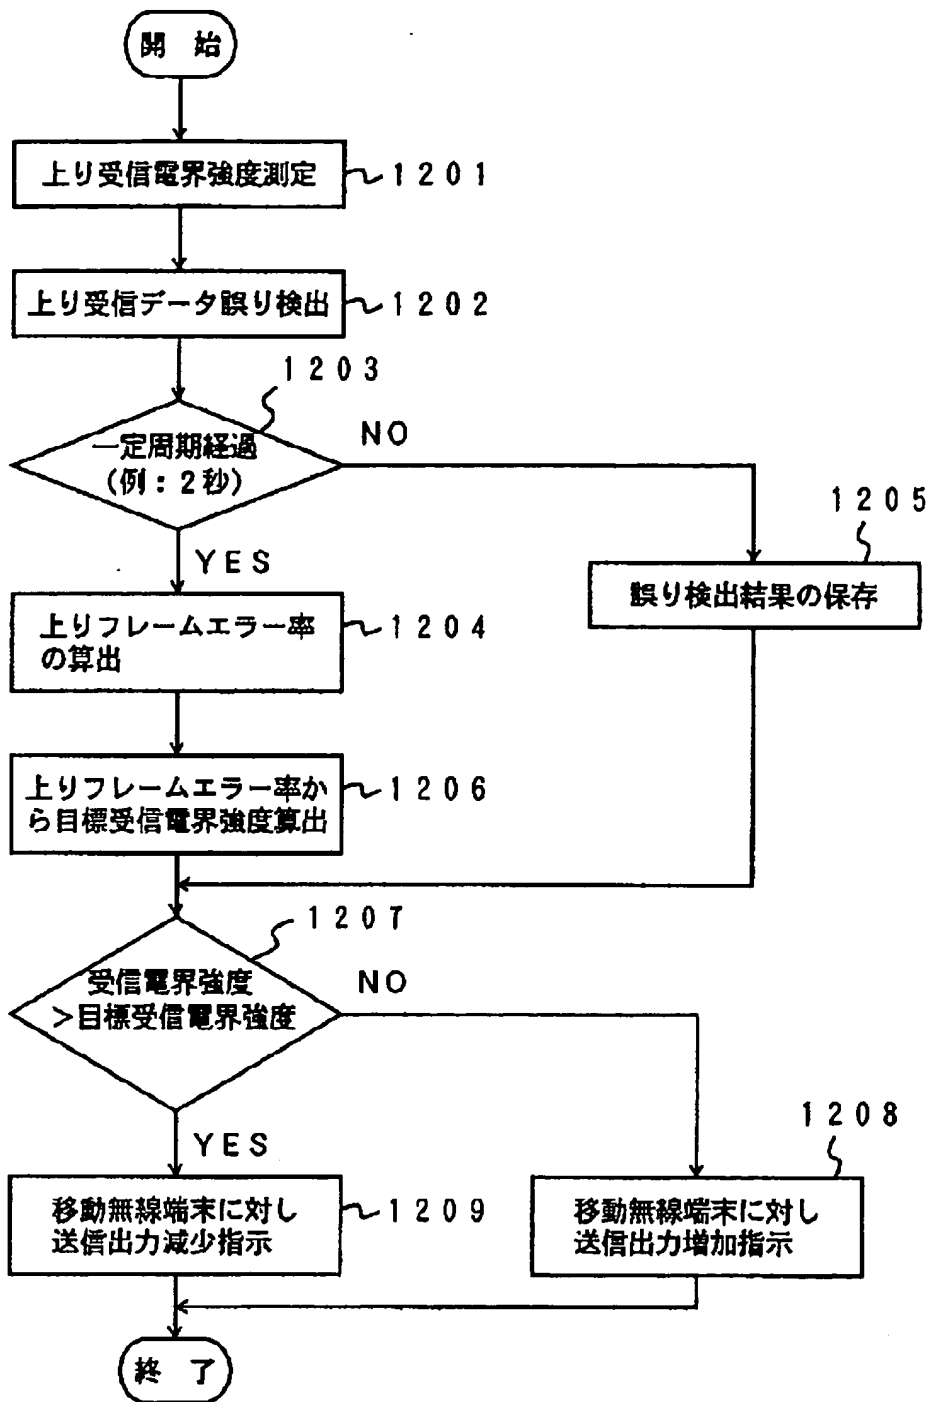 開 始
上り受信電界強度測定
1201
上り受信データ誤り検出
1202
1203
一定周期経過
(例：2秒)
NO
YES
1205
誤り検出結果の保存
上りフレームエラー率
の算出
1204
上りフレームエラー率か
ら目標受信電界強度算出
1206
1207
受信電界強度
＞目標受信電界強度
NO
YES
1208
移動無線端末に対し
送信出力減少指示
1209
移動無線端末に対し
送信出力増加指示
終 了